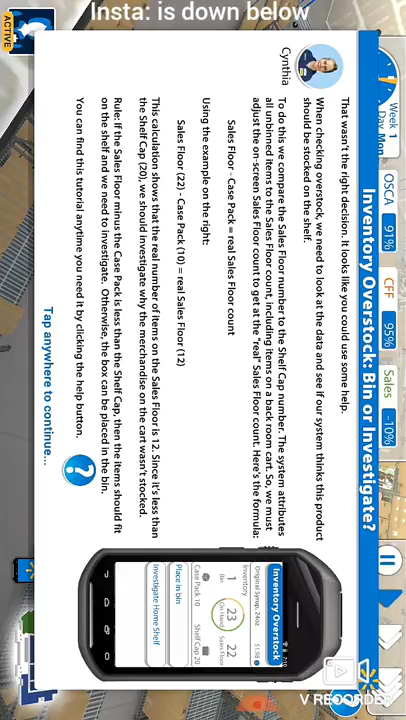 Insta: is down below
ACTIVE
Week 1
Day Mon
OSCA 91%
CFF 95%
Sales -10%
Inventory Overstock: Bin or Investigate?
Cynthia
That wasn't the right decision. It looks like you could use some help.
When checking overstock, we need to look at the data and see if our system thinks this product
should be stocked on the shelf.
To do this we compare the Sales Floor number to the Shelf Cap number. The system attributes
all unbinned items to the Sales Floor count, including items on a back room cart. So, we must
adjust the on-screen Sales Floor count to get at the "real" Sales Floor count. Here's the formula:
Sales Floor - Case Pack = real Sales Floor count
Using the example on the right:
Sales Floor (22) - Case Pack (10) = real Sales Floor (12)
This calculation shows that the real number of items on the Sales Floor is 12. Since it's less than
the Shelf Cap (20), we should investigate why the merchandise on the cart wasn't stocked.
Rule: If the Sales Floor minus the Case Pack is less than the Shelf Cap, then the items should fit
on the shelf and we need to investigate. Otherwise, the box can be placed in the bin.
You can find this tutorial anytime you need it by clicking the help button.
?
Tap anywhere to continue...
Inventory Overstock
Original Syrup, 24oz
$1.98
Inventory
1
Bin
23
On Hand
22
Sales Floor
Case Pack 10
Shelf Cap 20
Place in bin
Investigate Home Shelf
V RECORDER